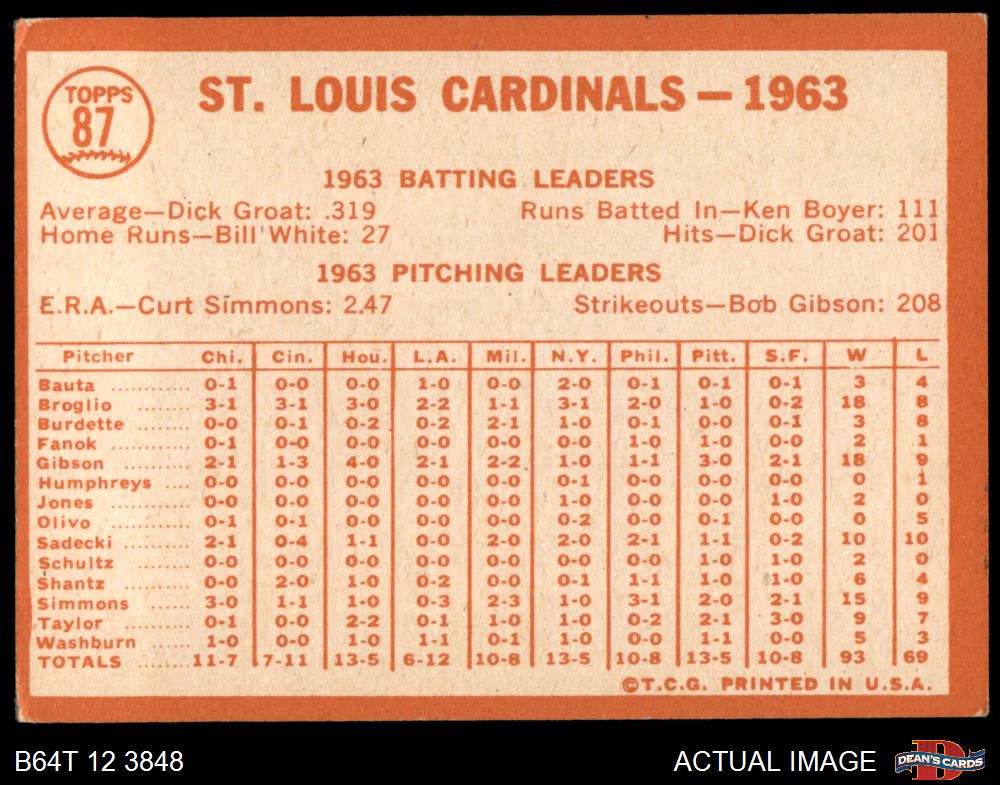 TOPPS
87
ST. LOUIS CARDINALS — 1963
1963 BATTING LEADERS
Average—Dick Groat: .319 Runs Batted In—Ken Boyer: 111
Home Runs—Bill White: 27 Hits—Dick Groat: 201
1963 PITCHING LEADERS
E.R.A.—Curt Simmons: 2.47 Strikeouts—Bob Gibson: 208
Pitcher Chi. Cin. Hou. L.A. Mil. N.Y. Phil. Pitt. S.F. W L
Bauta .......... 0-1 0-0 0-0 1-0 0-0 2-0 0-1 0-1 0-1 3 4
Broglio ........ 3-1 3-1 3-0 2-2 1-1 3-1 2-0 1-0 0-2 18 8
Burdette ....... 0-0 0-1 0-2 0-2 2-1 1-0 0-1 0-0 0-1 3 8
Fanok .......... 0-1 0-0 0-0 0-0 0-0 0-0 1-0 1-0 0-0 2 1
Gibson ......... 2-1 1-3 4-0 2-1 2-2 1-0 1-1 3-0 2-1 18 9
Humphreys .... 0-0 0-0 0-0 0-0 0-0 0-1 0-0 0-0 0-0 0 1
Jones .......... 0-0 0-0 0-0 0-0 0-0 1-0 0-0 0-0 1-0 2 0
Olivo .......... 0-1 0-1 0-0 0-0 0-0 0-2 0-0 0-1 0-0 0 5
Sadecki ........ 2-1 0-4 1-1 0-0 2-0 2-0 2-1 1-1 0-2 10 10
Schultz ........ 0-0 0-0 0-0 0-0 0-0 0-0 0-0 1-0 1-0 2 0
Shantz ......... 0-0 2-0 1-0 0-2 0-0 0-1 1-1 1-0 1-0 6 4
Simmons ...... 3-0 1-1 1-0 0-3 2-3 1-0 3-1 2-0 2-1 15 9
Taylor ......... 0-1 0-0 2-2 0-1 1-0 1-0 0-2 2-1 3-0 9 7
Washburn .... 1-0 0-0 1-0 1-1 0-1 1-0 0-0 1-1 0-0 5 3
TOTALS ...... 11-7 7-11 13-5 6-12 10-8 13-5 10-8 13-5 10-8 93 69
©T.C.G. PRINTED IN U.S.A.
B64T 12 3848 ACTUAL IMAGE DEAN'S CARDS